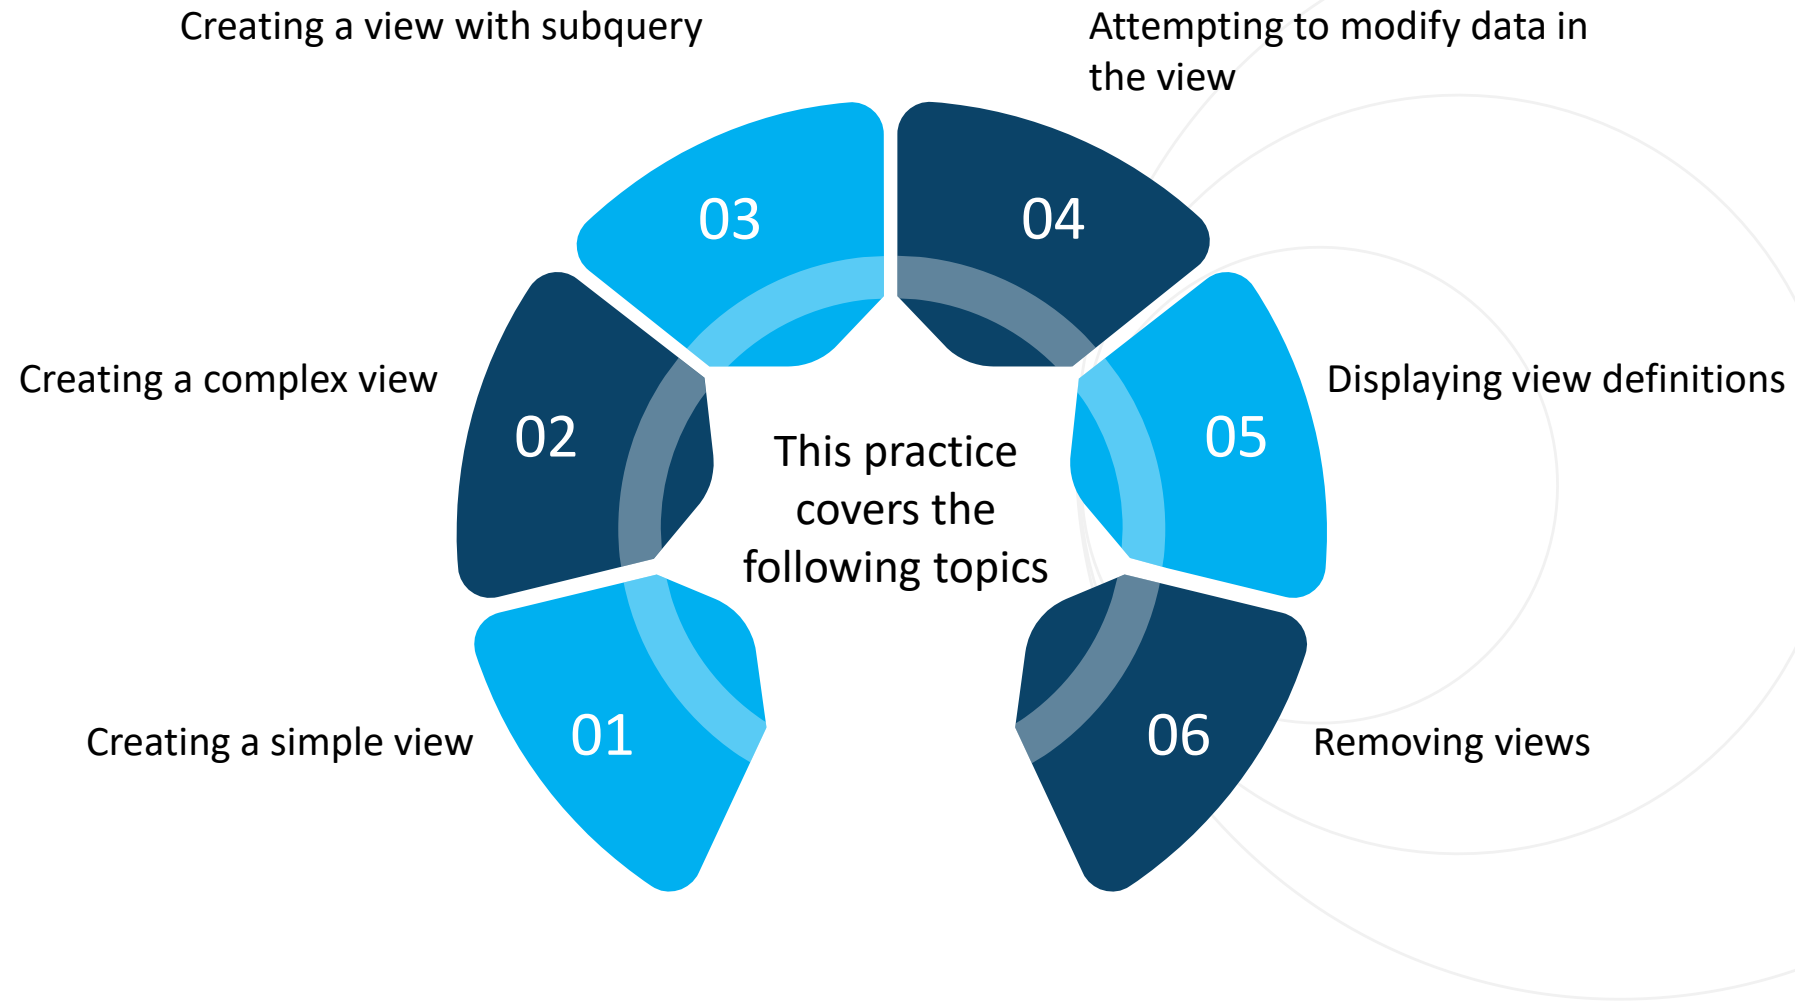 Creating a view with subquery
Attempting to modify data in
the view
03
04
Creating a complex view
02
This practice
covers the
following topics
05
Displaying view definitions
Creating a simple view
01
06
Removing views